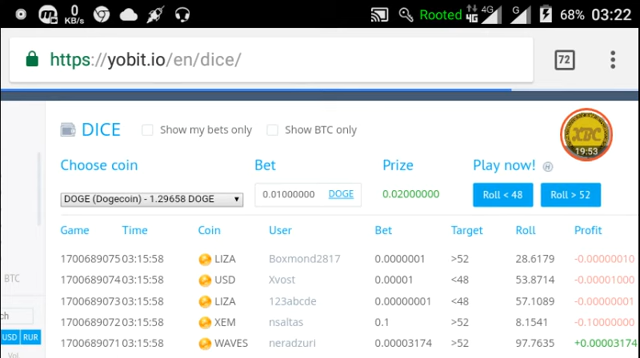 0 KB/S Rooted 4G 4G G 68% 03:22
https://yobit.io/en/dice/ 72
DICE Show my bets only Show BTC only
XBC
19:53
Choose coin Bet Prize Play now!
DOGE (Dogecoin) - 1.29658 DOGE 0.01000000 DOGE 0.02000000 Roll < 48 Roll > 52
Game Time Coin User Bet Target Roll Profit
1700689075 03:15:58 LIZA Boxmond2817 0.0000001 >52 28.6179 -0.00000010
1700689074 03:15:58 USD Xvost 0.00001 <48 53.8714 -0.00001000
BTC
1700689073 03:15:58 LIZA 123abcde 0.00000001 <48 57.1089 -0.00000001
ch
1700689072 03:15:58 XEM nsaltas 0.1 >52 8.1541 -0.10000000
USD RUR
1700689071 03:15:58 WAVES neradzuri 0.00003174 >52 97.7635 +0.00003174
Vol